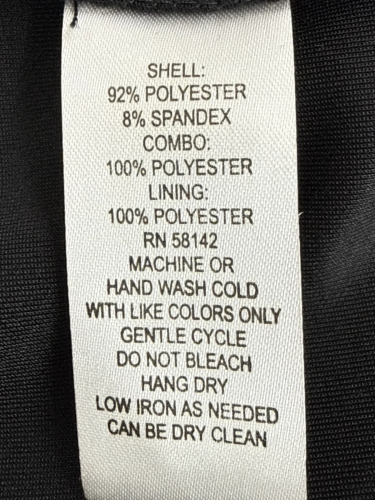 SHELL:
92% POLYESTER
8% SPANDEX
COMBO:
100% POLYESTER
LINING:
100% POLYESTER
RN 58142
MACHINE OR
HAND WASH COLD
WITH LIKE COLORS ONLY
GENTLE CYCLE
DO NOT BLEACH
HANG DRY
LOW IRON AS NEEDED
CAN BE DRY CLEAN